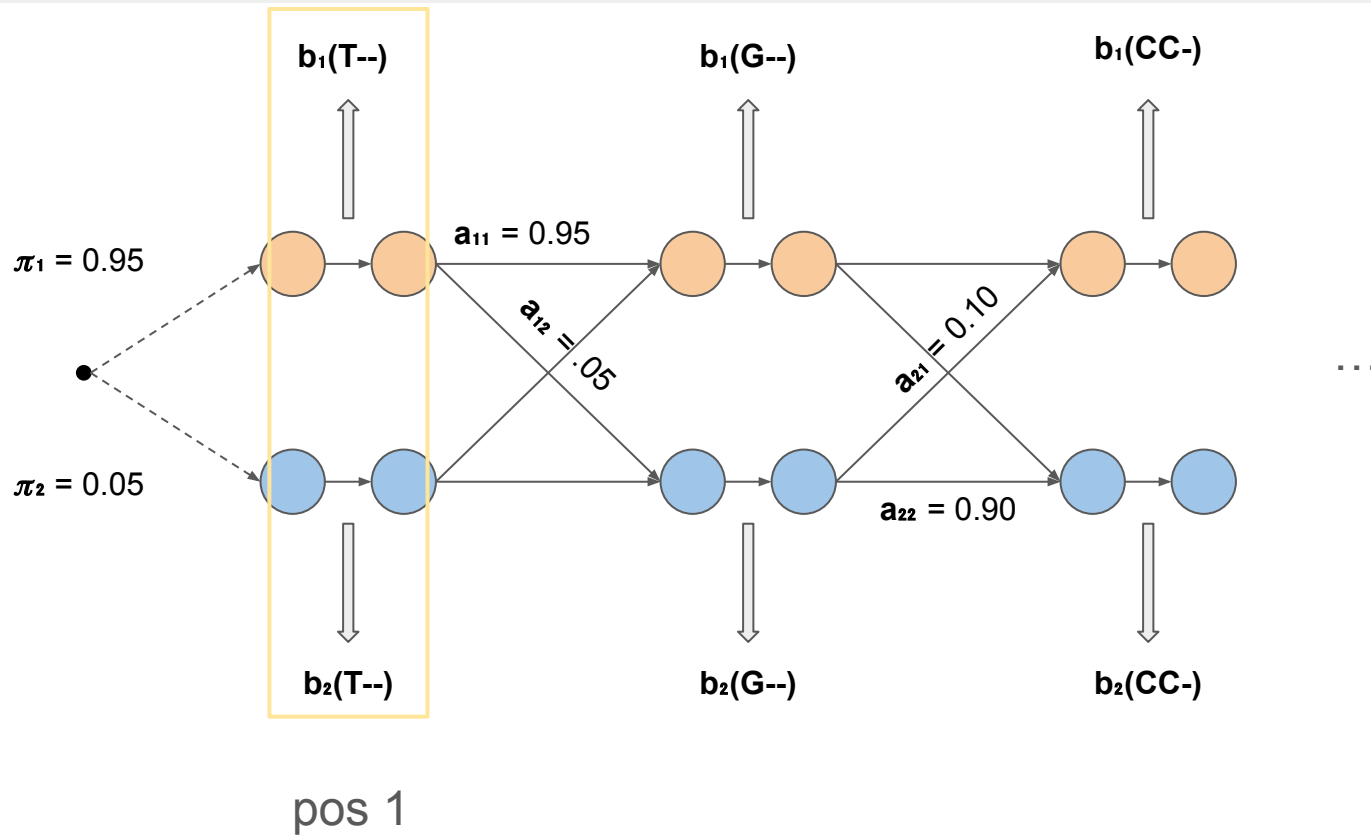 b₁(T--)
b₁(G--)
b₁(CC-)
π₁ = 0.95
a₁₁ = 0.95
a₁₂ = .05
a₂₁ = 0.10
...
π₂ = 0.05
a₂₂ = 0.90
b₂(T--)
b₂(G--)
b₂(CC-)
pos 1